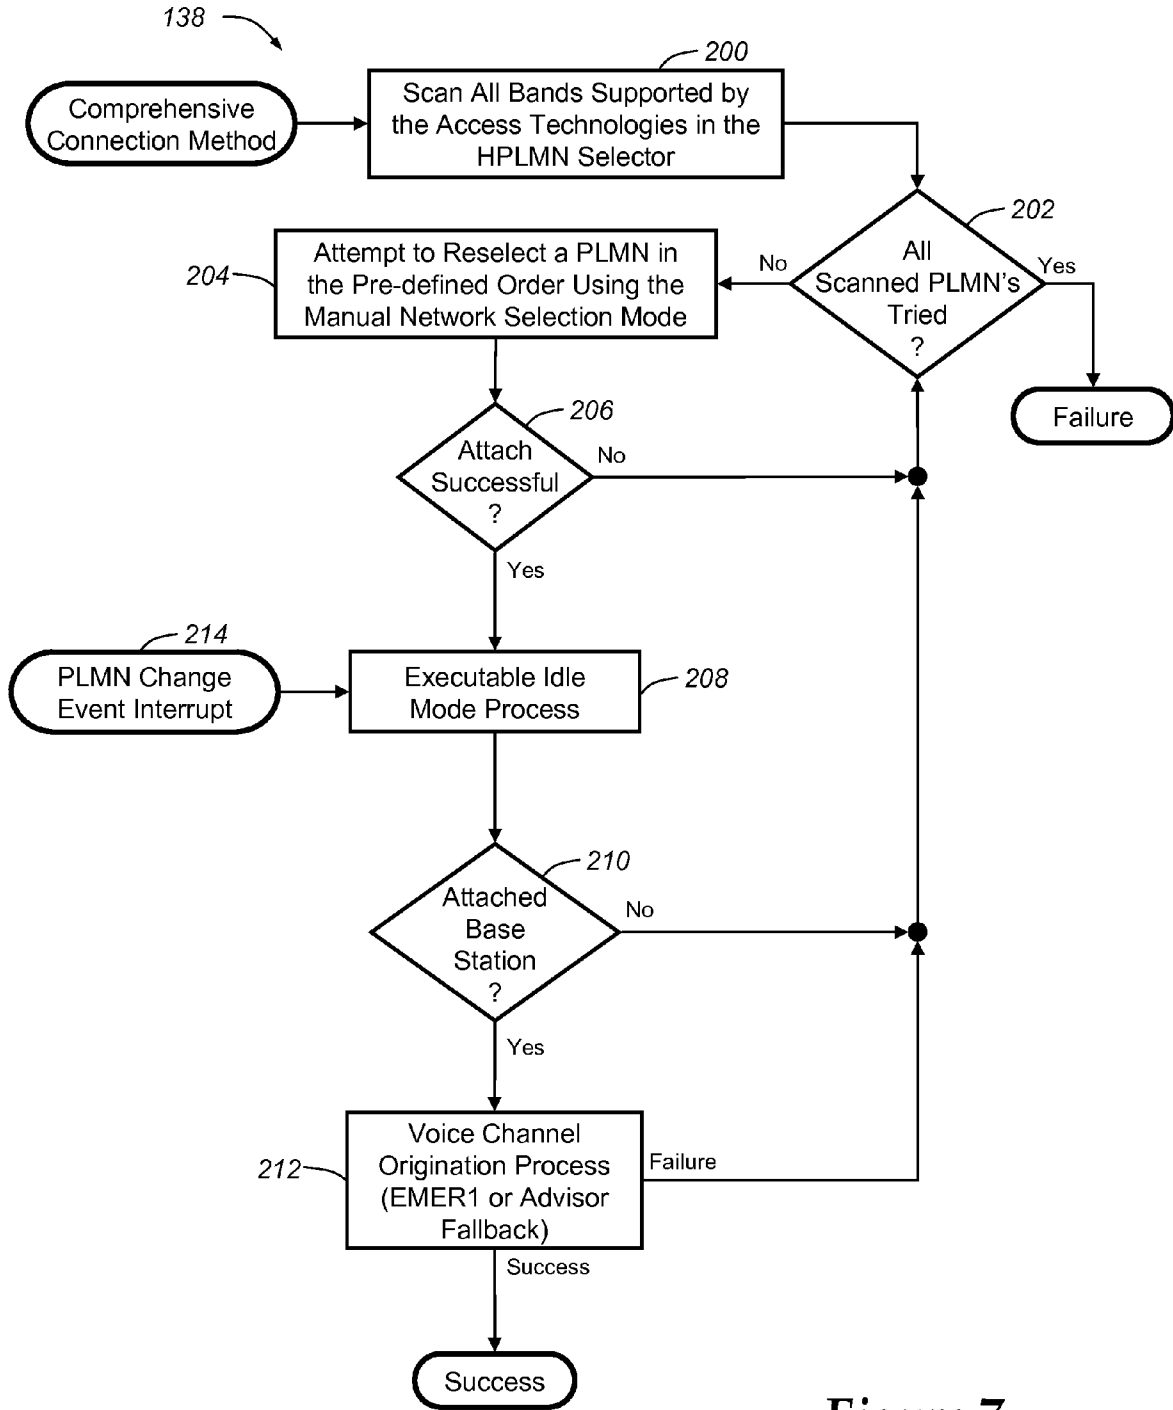 138
200
Comprehensive
Connection Method
Scan All Bands Supported by
the Access Technologies in the
HPLMN Selector
202
204
Attempt to Reselect a PLMN in
the Pre-defined Order Using the
Manual Network Selection Mode
No
All
Scanned PLMN's
Tried
?
Yes
Failure
206
Attach
Successful
?
No
Yes
214
PLMN Change
Event Interrupt
Executable Idle
Mode Process
208
210
Attached
Base
Station
?
No
Yes
212
Voice Channel
Origination Process
(EMER1 or Advisor
Fallback)
Failure
Success
Success
Figure 7